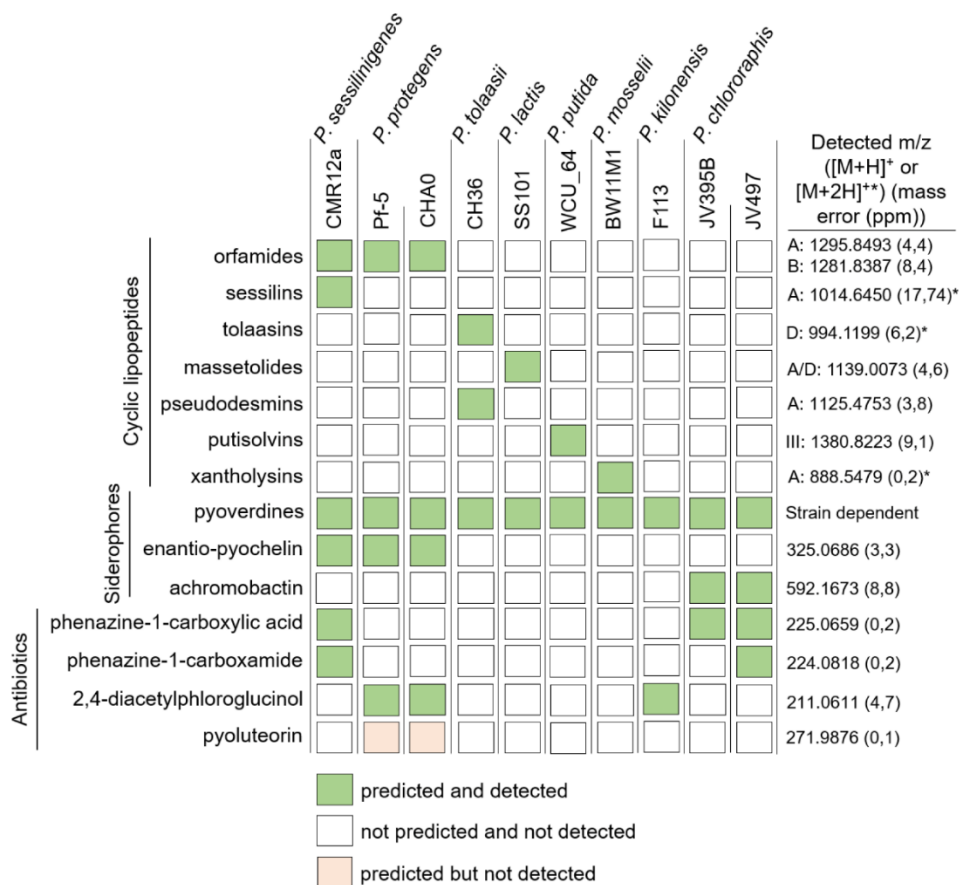 P. sessilinigenes
P. protegens
P. tolaasii
P. lactis
P. putida
P. mosselii
P. kilonensis
P. chlororaphis
CMR12a
Pf-5
CHA0
CH36
SS101
WCU_64
BW11M1
F113
JV395B
JV497
Detected m/z
([M+H]+ or
[M+2H]+*) (mass
error (ppm))
Cyclic lipopeptides
orfamides
A: 1295.8493 (4,4)
B: 1281.8387 (8,4)
sessilins
A: 1014.6450 (17,74)*
tolaasins
D: 994.1199 (6,2)*
massetolides
A/D: 1139.0073 (4,6)
pseudodesmins
A: 1125.4753 (3,8)
putisolvins
III: 1380.8223 (9,1)
xantholysins
A: 888.5479 (0,2)*
Siderophores
pyoverdines
Strain dependent
enantio-pyochelin
325.0686 (3,3)
achromobactin
592.1673 (8,8)
Antibiotics
phenazine-1-carboxylic acid
225.0659 (0,2)
phenazine-1-carboxamide
224.0818 (0,2)
2,4-diacetylphloroglucinol
211.0611 (4,7)
pyoluteorin
271.9876 (0,1)
predicted and detected
not predicted and not detected
predicted but not detected